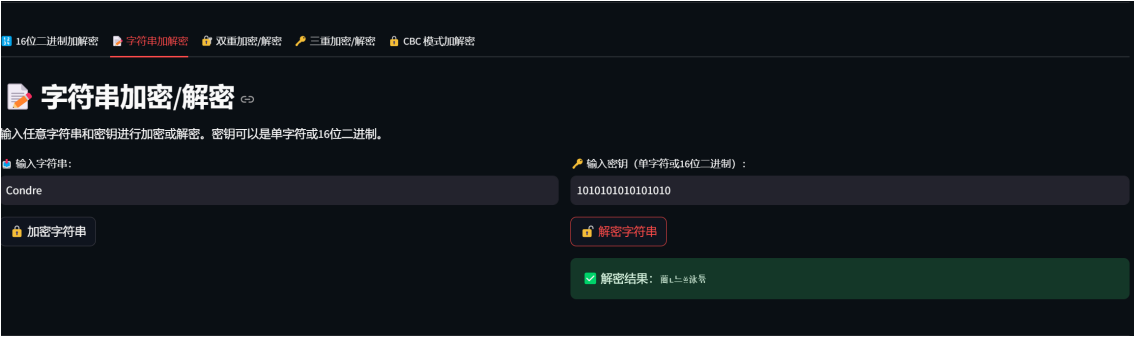 16位二进制加解密 字符串加解密 双重加密/解密 三重加密/解密 CBC 模式加解密
字符串加密/解密
输入任意字符串和密钥进行加密或解密。密钥可以是单字符或16位二进制。
输入字符串：
输入密钥（单字符或16位二进制）：
Condre
1010101010101010
加密字符串
解密字符串
解密结果：